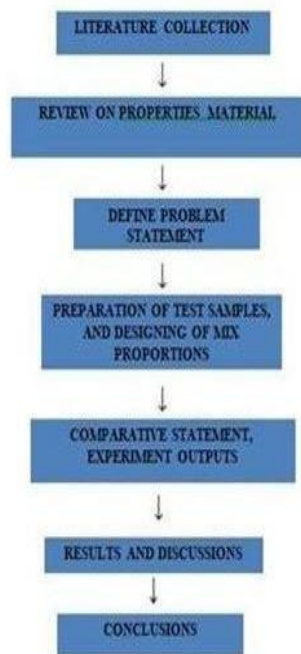 LITERATURE COLLECTION
REVIEW ON PROPERTIES MATERIAL
DEFINE PROBLEM
STATEMENT
PREPARATION OF TEST SAMPLES,
AND DESIGNING OF MIX
PROPORTIONS
COMPARATIVE STATEMENT,
EXPERIMENT OUTPUTS
RESULTS AND DISCUSSIONS
CONCLUSIONS